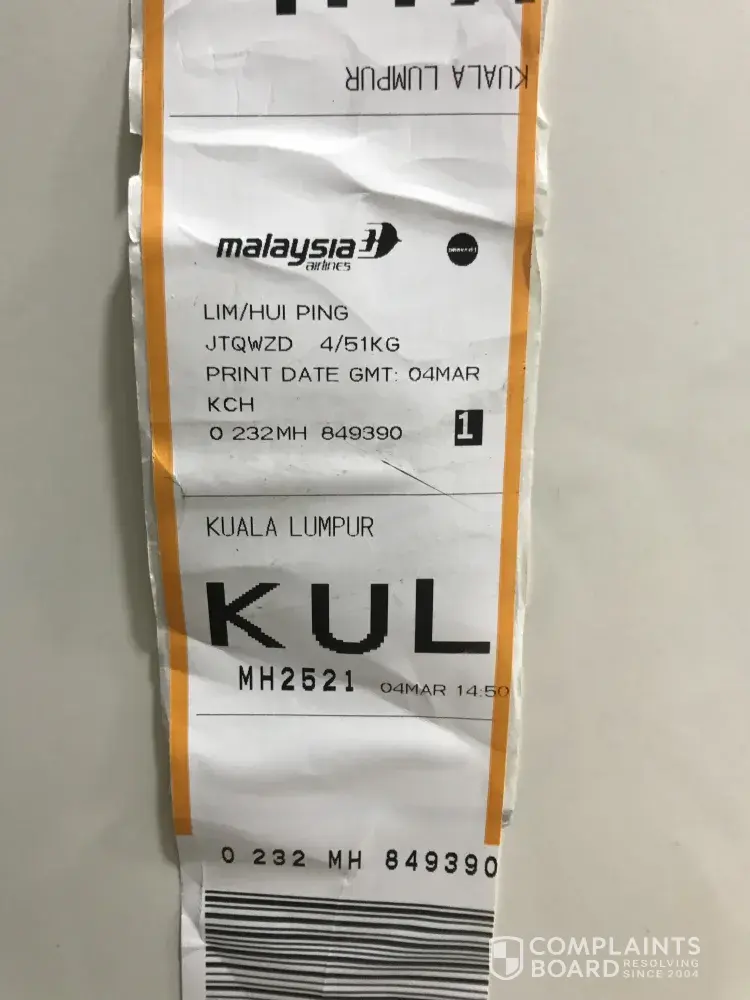 KUALA LUMPUR
malaysia
airlines
LIM/HUI PING
JTQWZD 4/51KG
PRINT DATE GMT: 04MAR
KCH
0 232MH 849390
1
KUALA LUMPUR
KUL
MH2521 04MAR 14:50
0 232 MH 849390
COMPLAINTS
BOARD RESOLVING
SINCE 2004